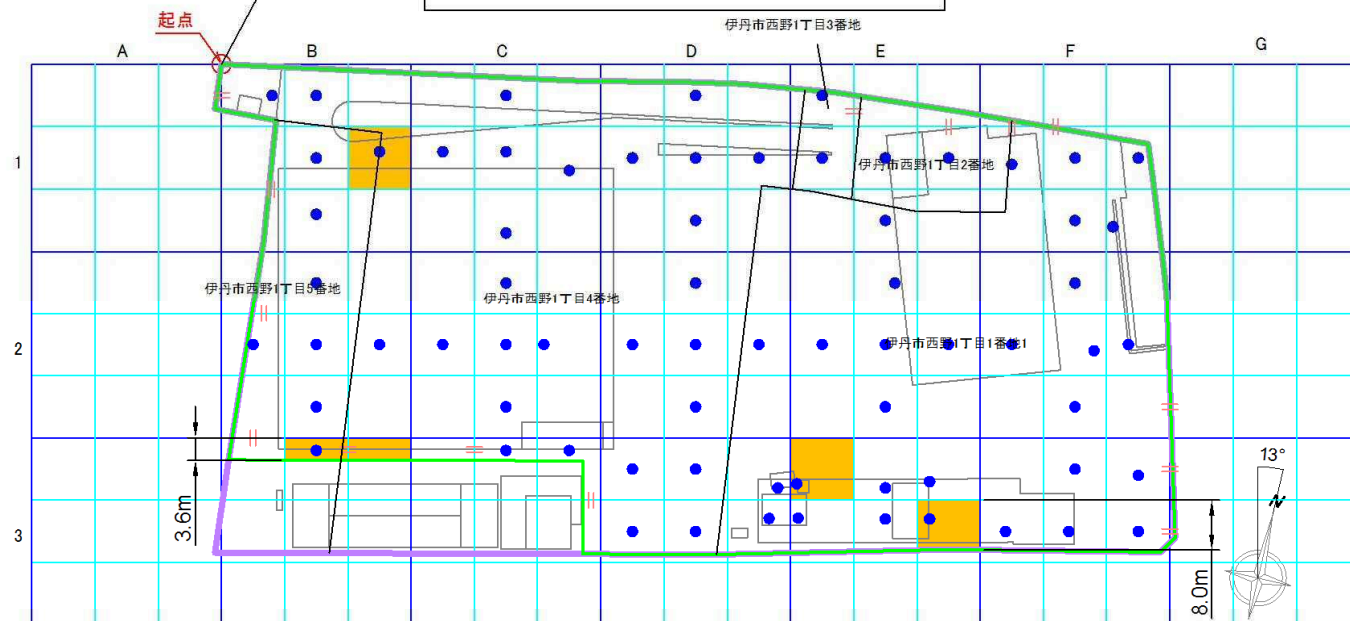 起点
伊丹市西野1丁目3番地
A
B
C
D
E
F
G
1
伊丹市西野1丁目2番地
伊丹市西野1丁目5番地
伊丹市西野1丁目4番地
2
伊丹市西野1丁目1番地1
3.6m
13°
N
3
8.0m